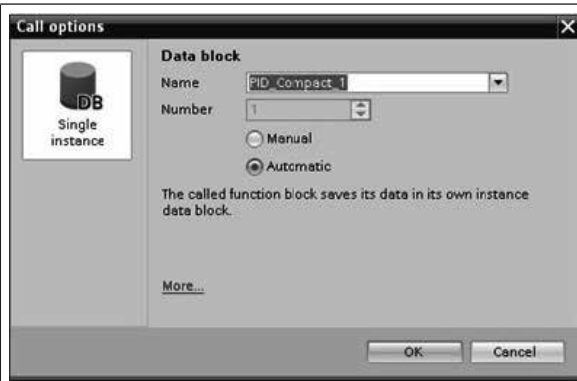 Call options
DB
Single
instance
Data block
Name
PID_Compact_1
Number
1
Manual
Automatic
The called function block saves its data in its own instance
data block.
More...
OK
Cancel